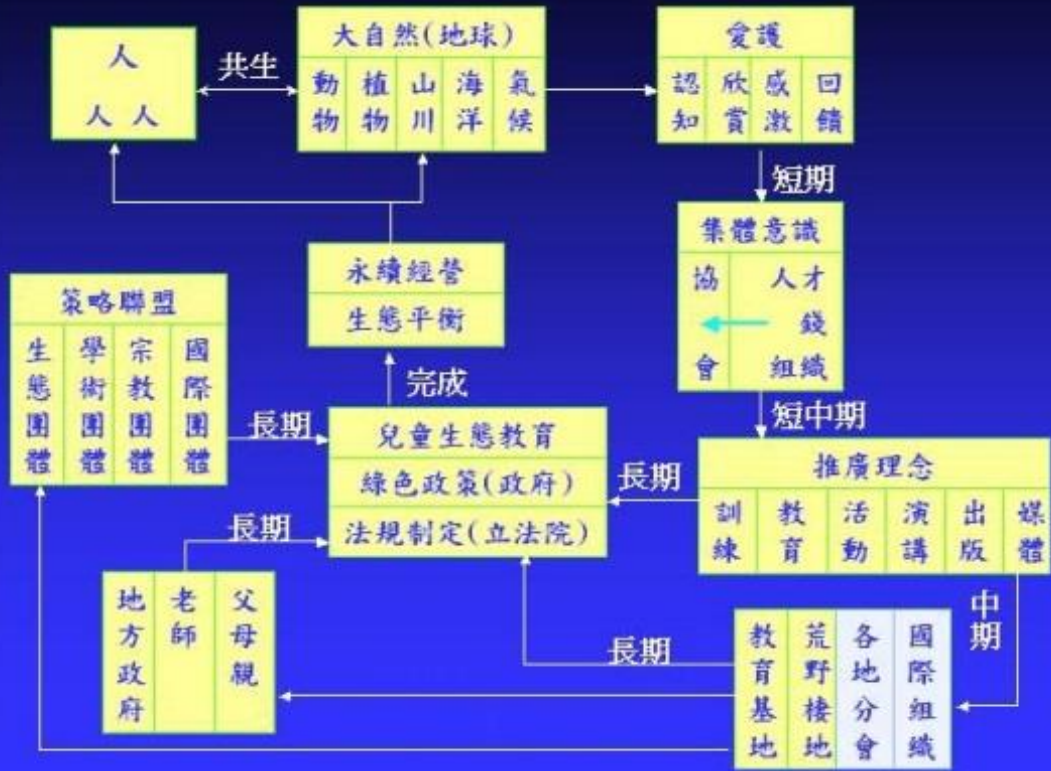 人
人人
共生
大自然(地球)
動物
植物
山川
海洋
氣候
愛護
認知
欣賞
感激
回饋
短期
集體意識
協會
人才
錢
組織
短中期
推廣理念
訓練
教育
活動
演講
出版
媒體
中期
教育基地
荒野棲地
各地分會
國際組織
長期
長期
永續經營
生態平衡
完成
兒童生態教育
綠色政策(政府)
法規制定(立法院)
策略聯盟
生態團體
學術團體
宗教團體
國際團體
長期
長期
地方政府
老師
父母親